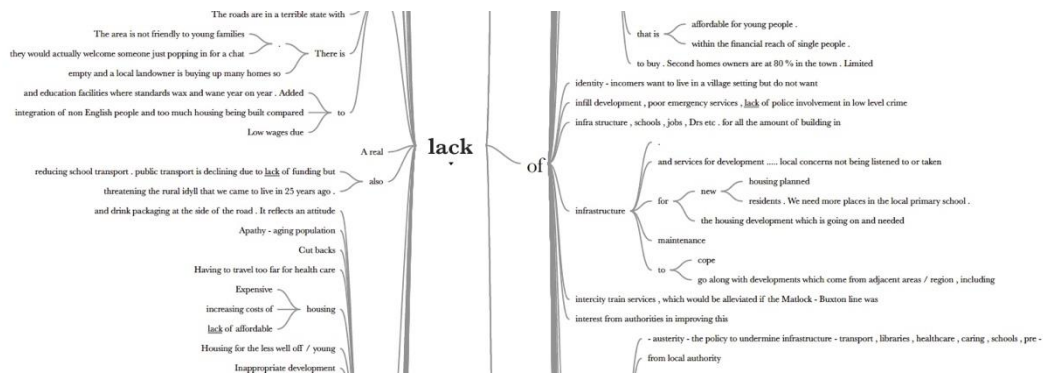 The roads are in a terrible state with
The area is not friendly to young families
they would actually welcome someone just popping in for a chat
.
There is
empty and a local landowner is buying up many homes so
and education facilities where standards wax and wane year on year . Added
integration of non English people and too much housing being built compared
to
Low wages due
A real
reducing school transport . public transport is declining due to lack of funding but
also
threatening the rural idyll that we came to live in 25 years ago .
and drink packaging at the side of the road . It reflects an attitude
Apathy - aging population
Cut backs
Having to travel too far for health care
Expensive
increasing costs of
housing
lack of affordable
Housing for the less well off / young
Inappropriate development
lack
of
that is
affordable for young people .
within the financial reach of single people .
to buy . Second homes owners are at 80 % in the town . Limited
identity - incomers want to live in a village setting but do not want
infill development , poor emergency services , lack of police involvement in low level crime
infra structure , schools , jobs , Drs etc . for all the amount of building in
infrastructure
.
and services for development ..... local concerns not being listened to or taken
for
new
housing planned
residents . We need more places in the local primary school .
the housing development which is going on and needed
maintenance
to
cope
go along with developments which come from adjacent areas / region , including
intercity train services , which would be alleviated if the Matlock - Buxton line was
interest from authorities in improving this
- austerity - the policy to undermine infrastructure - transport , libraries , healthcare , caring , schools , pre -
from local authority